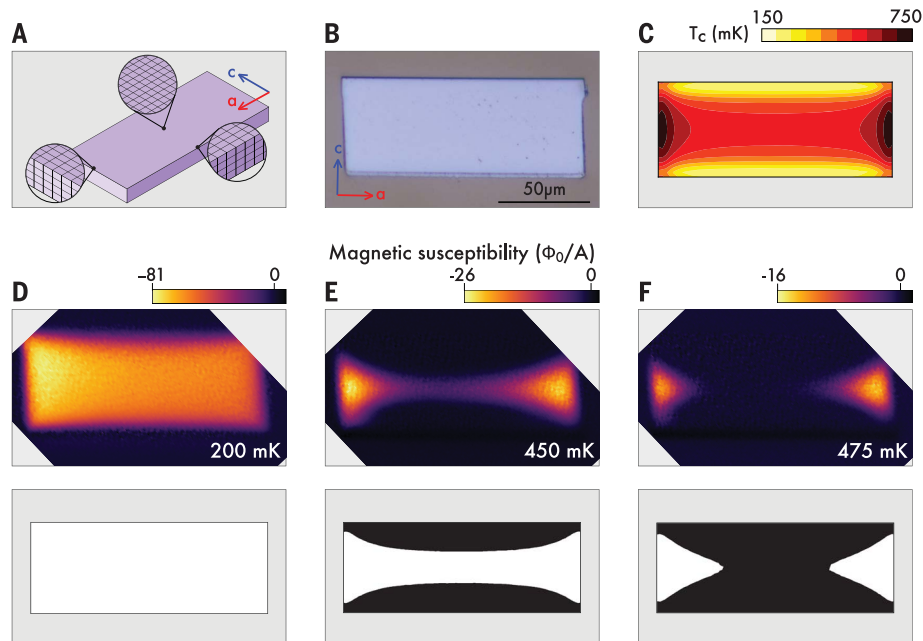 A
c
a
B
c
a
50μm
C
T_c (mK)
150
750
Magnetic susceptibility (Φ₀/A)
D
−81
0
200 mK
E
-26
0
450 mK
F
-16
0
475 mK